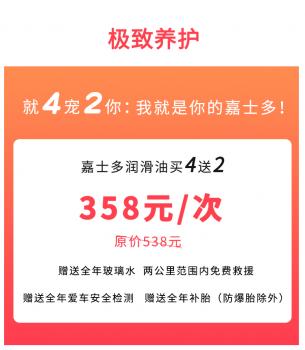 极致养护
就4宠2你：我就是你的嘉士多！
嘉士多润滑油买4送2
358元/次
原价538元
赠送全年玻璃水 两公里范围内免费救援
赠送全年爱车安全检测 赠送全年补胎（防爆胎除外）